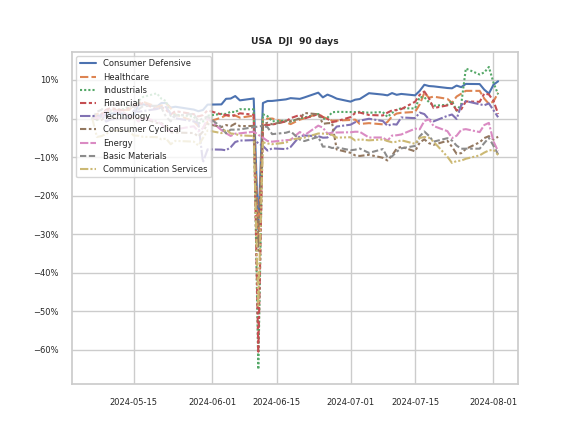 USA DJI 90 days
Consumer Defensive
Healthcare
Industrials
Financial
Technology
Consumer Cyclical
Energy
Basic Materials
Communication Services
10%
0%
−10%
−20%
−30%
−40%
−50%
−60%
2024-05-15
2024-06-01
2024-06-15
2024-07-01
2024-07-15
2024-08-01